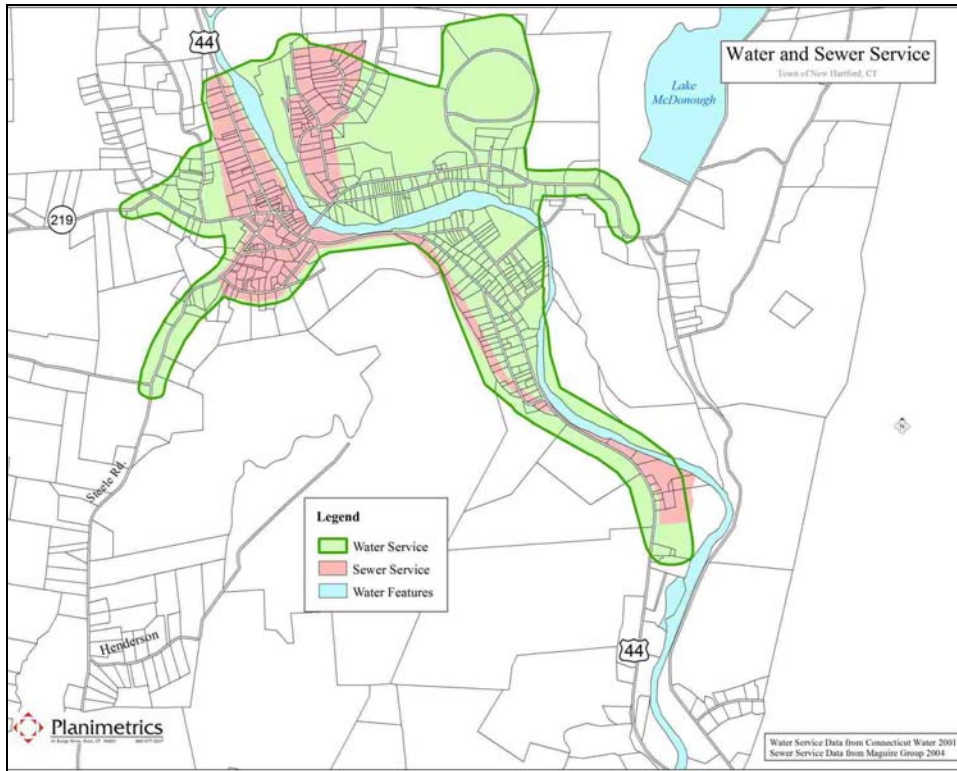 44
Water and Sewer Service
Town of New Hartford, CT
Lake
McDonough
219
N
Steele Rd.
Legend
Water Service
Sewer Service
Water Features
Henderson
44
Planimetrics
Water Service Data from Connecticut Water 2001
Sewer Service Data from Maguire Group 2004